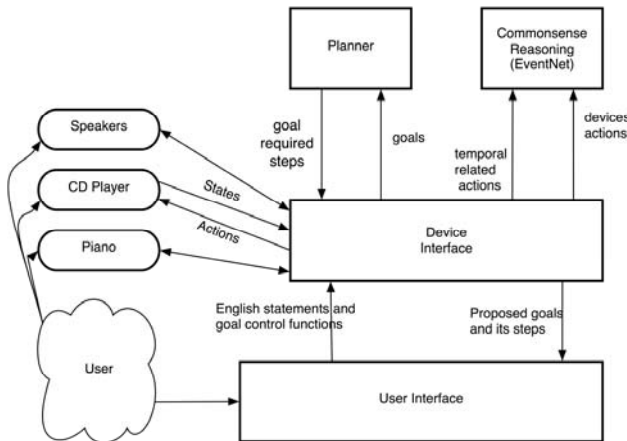 Planner
Commonsense
Reasoning
(EventNet)
Speakers
goal
required
steps
goals
temporal
related
actions
devices
actions
CD Player
States
Actions
Piano
Device
Interface
English statements and
goal control functions
Proposed goals
and its steps
User
User Interface